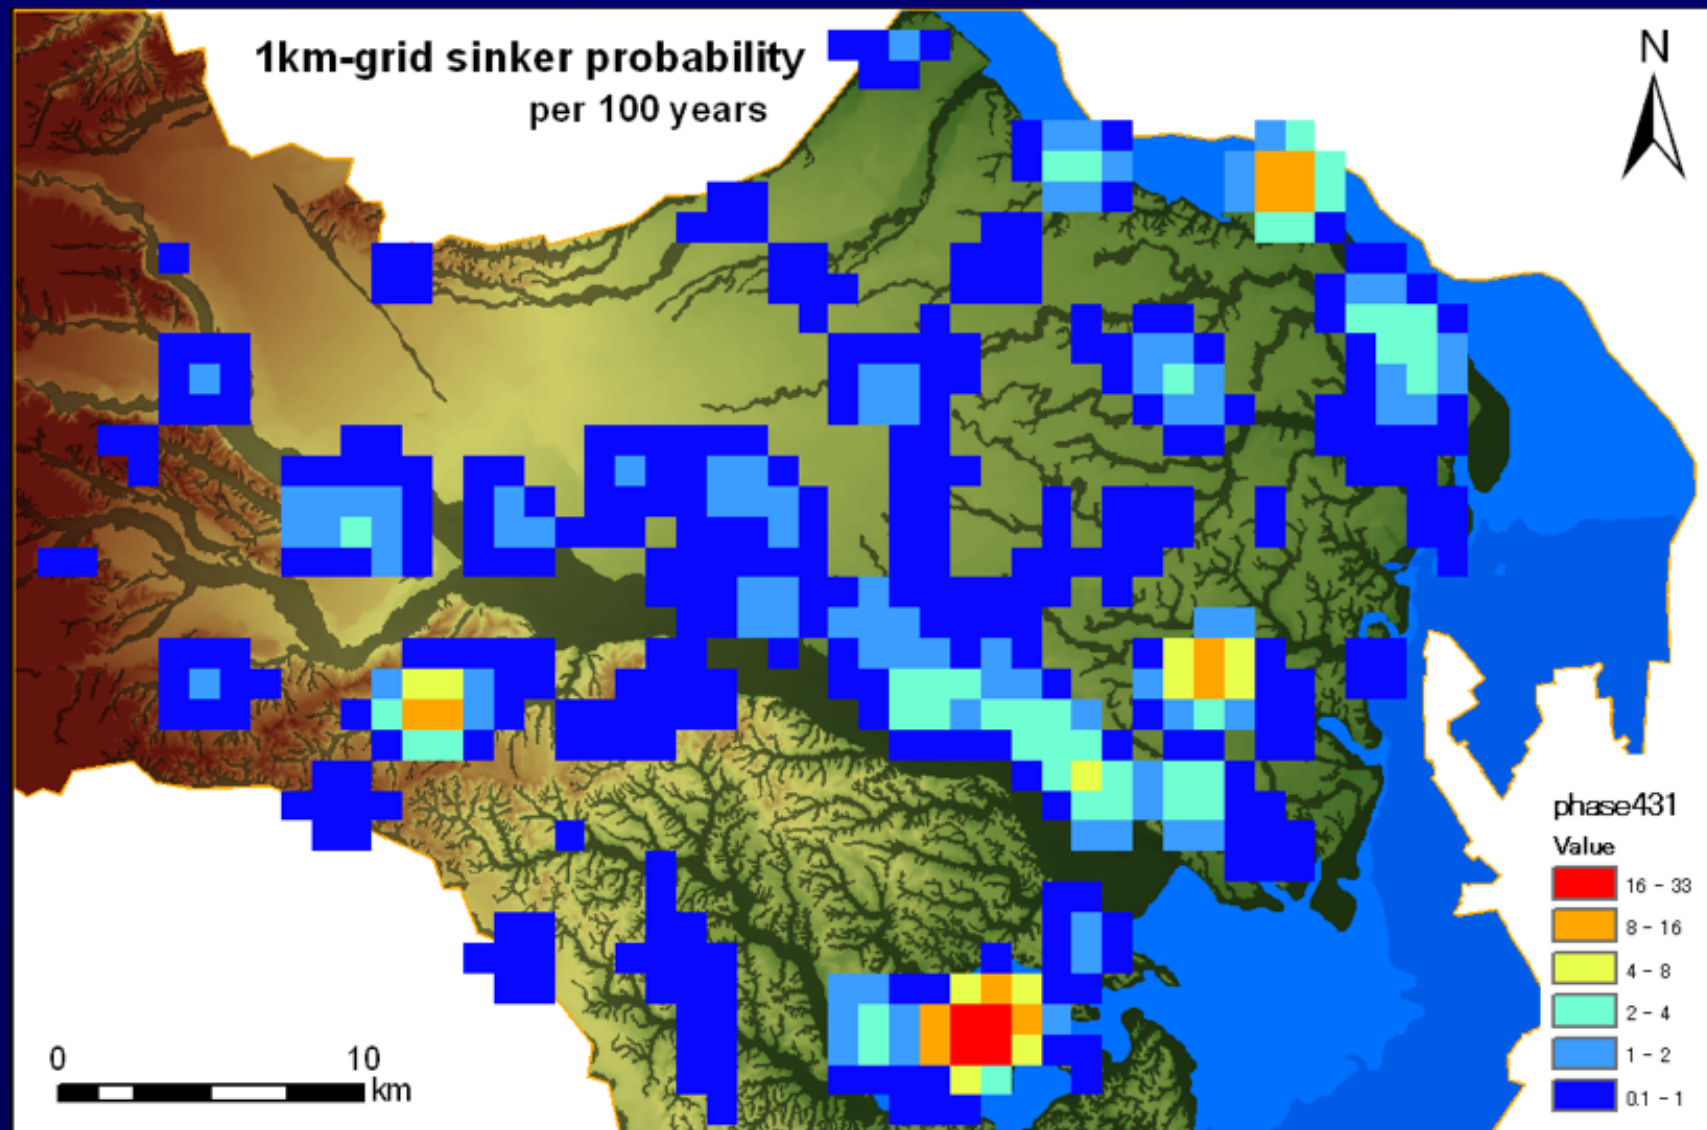 1km-grid sinker probability
per 100 years
N
phase431
Value
16 - 33
8 - 16
4 - 8
2 - 4
1 - 2
0.1 - 1
0 10
km